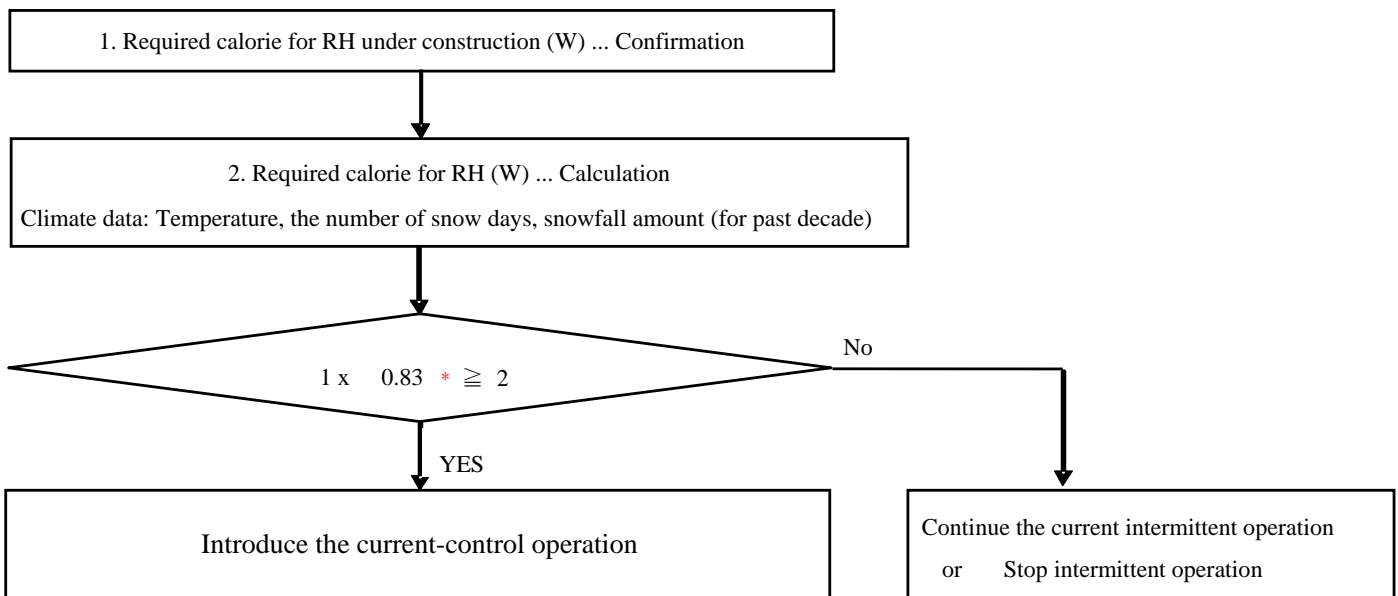 1. Required calorie for RH under construction (W) ... Confirmation
2. Required calorie for RH (W) ... Calculation
Climate data: Temperature, the number of snow days, snowfall amount (for past decade)
1 x 0.83 * ≧ 2
No
YES
Introduce the current-control operation
Continue the current intermittent operation
or Stop intermittent operation